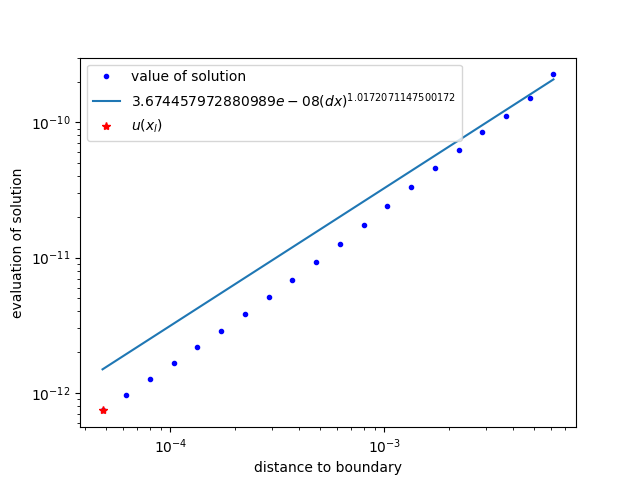 value of solution
3.674457972880989e − 08(dx)^1.0172071147500172
u(x_l)
10^−10
10^−11
10^−12
evaluation of solution
10^−4
10^−3
distance to boundary